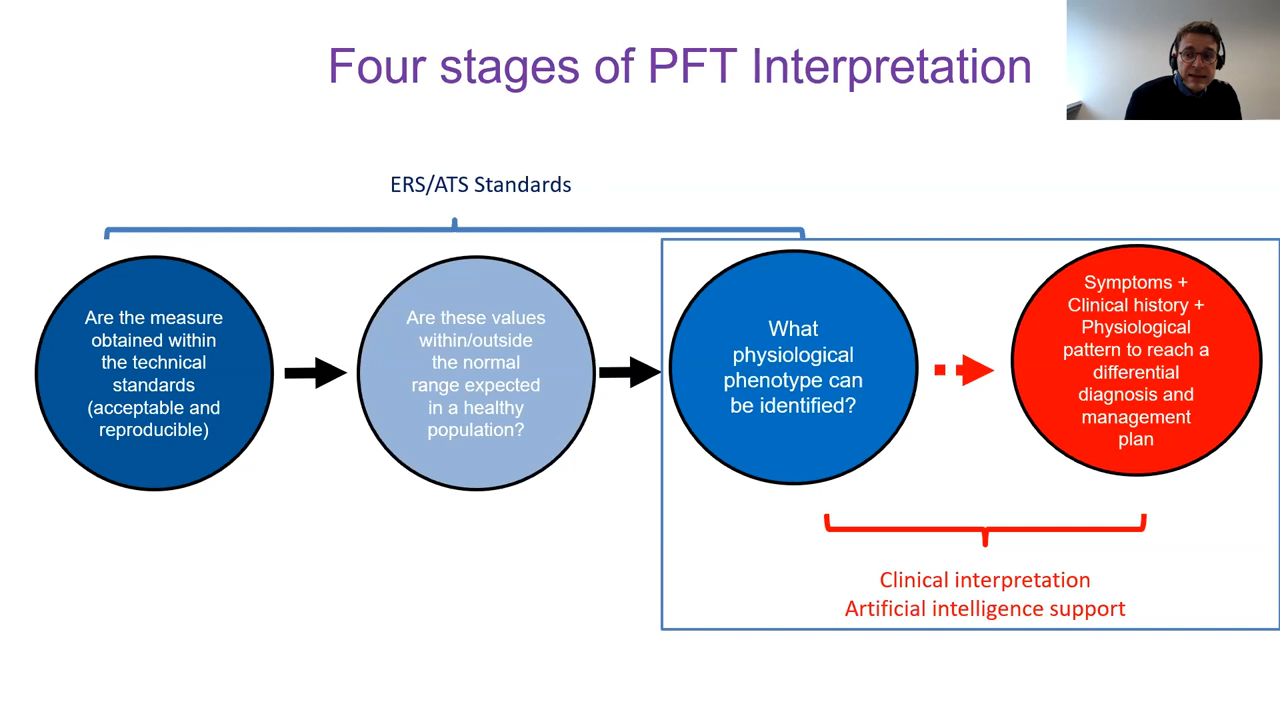 Four stages of PFT Interpretation
ERS/ATS Standards
Are the measure
obtained within
the technical
standards
(acceptable and
reproducible)
Are these values
within/outside
the normal
range expected
in a healthy
population?
What
physiological
phenotype can
be identified?
Symptoms +
Clinical history +
Physiological
pattern to reach a
differential
diagnosis and
management
plan
Clinical interpretation
Artificial intelligence support